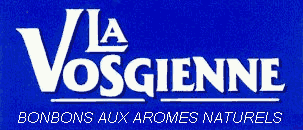 LA
VOSGIENNE
BONBONS AUX AROMES NATURELS